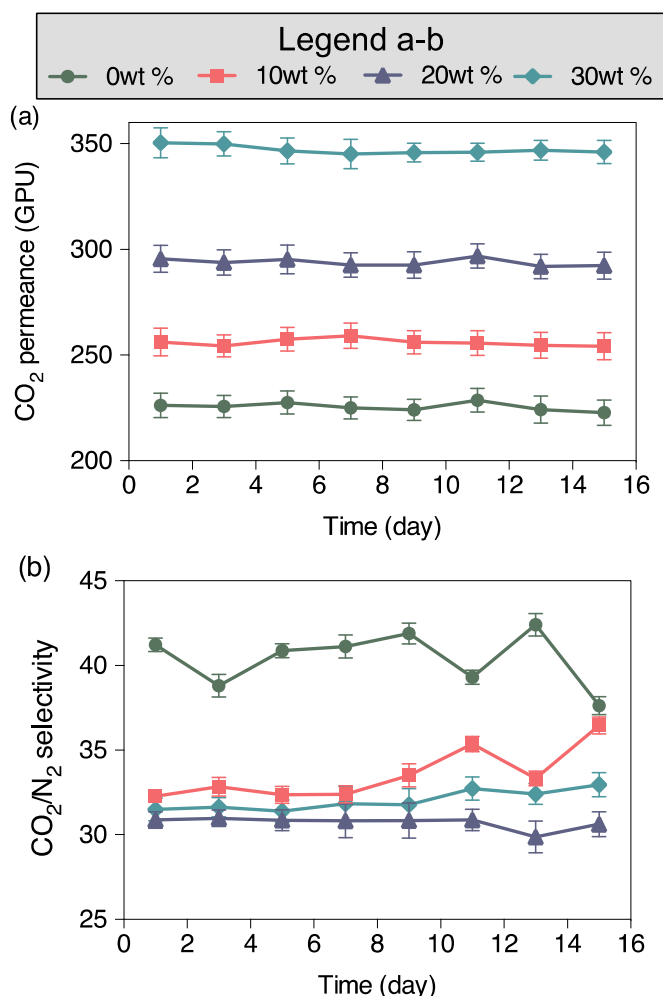 Legend a-b
0wt % 10wt % 20wt % 30wt %
(a)
350
300
250
200
CO₂ permeance (GPU)
0 2 4 6 8 10 12 14 16
Time (day)
(b)
45
40
35
30
25
CO₂/N₂ selectivity
0 2 4 6 8 10 12 14 16
Time (day)